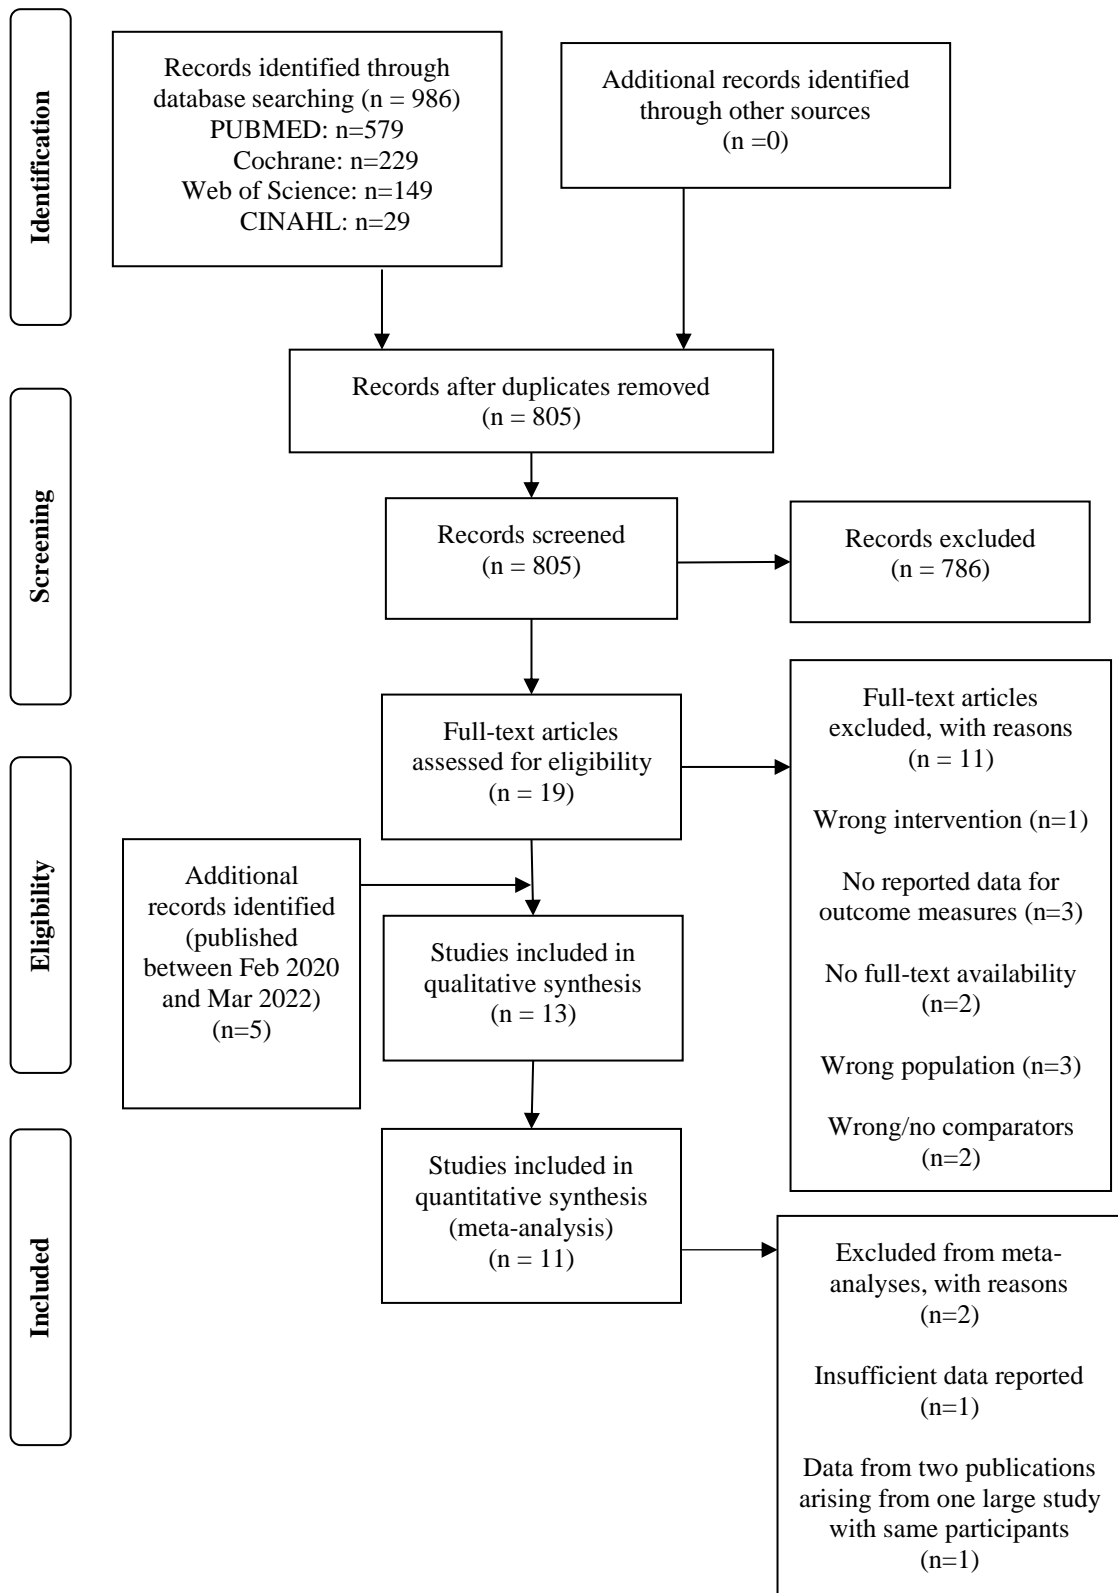 Identification
Records identified through
database searching (n = 986)
PUBMED: n=579
Cochrane: n=229
Web of Science: n=149
CINAHL: n=29
Additional records identified
through other sources
(n =0)
Records after duplicates removed
(n = 805)
Screening
Records screened
(n = 805)
Records excluded
(n = 786)
Full-text articles
assessed for eligibility
(n = 19)
Full-text articles
excluded, with reasons
(n = 11)
Wrong intervention (n=1)
No reported data for
outcome measures (n=3)
No full-text availability
(n=2)
Wrong population (n=3)
Wrong/no comparators
(n=2)
Eligibility
Additional
records identified
(published
between Feb 2020
and Mar 2022)
(n=5)
Studies included in
qualitative synthesis
(n = 13)
Included
Studies included in
quantitative synthesis
(meta-analysis)
(n = 11)
Excluded from meta-
analyses, with reasons
(n=2)
Insufficient data reported
(n=1)
Data from two publications
arising from one large study
with same participants
(n=1)